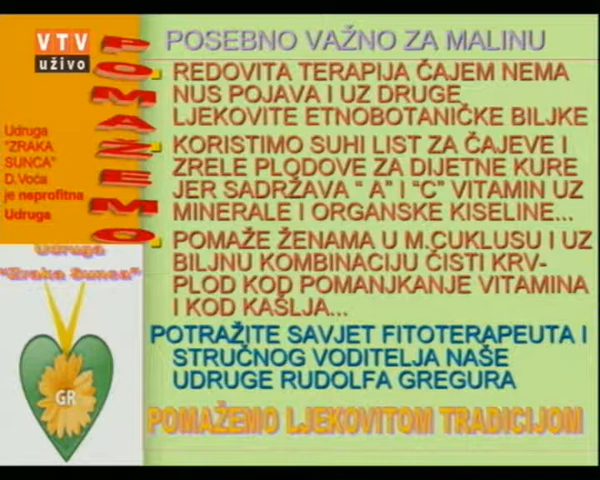 VTV
uživo
POMAŽEMO
Udruga
"ZRAKA
SUNCA"
D.Voća
je neprofitna
Udruga
Udruga
"Zraka Sunca"
GR
POSEBNO VAŽNO ZA MALINU
REDOVITA TERAPIJA ČAJEM NEMA
NUS POJAVA I UZ DRUGE
LJEKOVITE ETNOBOTANIČKE BILJKE
KORISTIMO SUHI LIST ZA ČAJEVE I
ZRELE PLODOVE ZA DIJETNE KURE
JER SADRŽAVA " A" I "C" VITAMIN UZ
MINERALE I ORGANSKE KISELINE...
POMAŽE ŽENAMA U M.CUKLUSU I UZ
BILJNU KOMBINACIJU ČISTI KRV-
PLOD KOD POMANJKANJE VITAMINA
I KOD KAŠLJA...
POTRAŽITE SAVJET FITOTERAPEUTA I
STRUČNOG VODITELJA NAŠE
UDRUGE RUDOLFA GREGURA
POMAŽEMO LJEKOVITOM TRADICIJOM